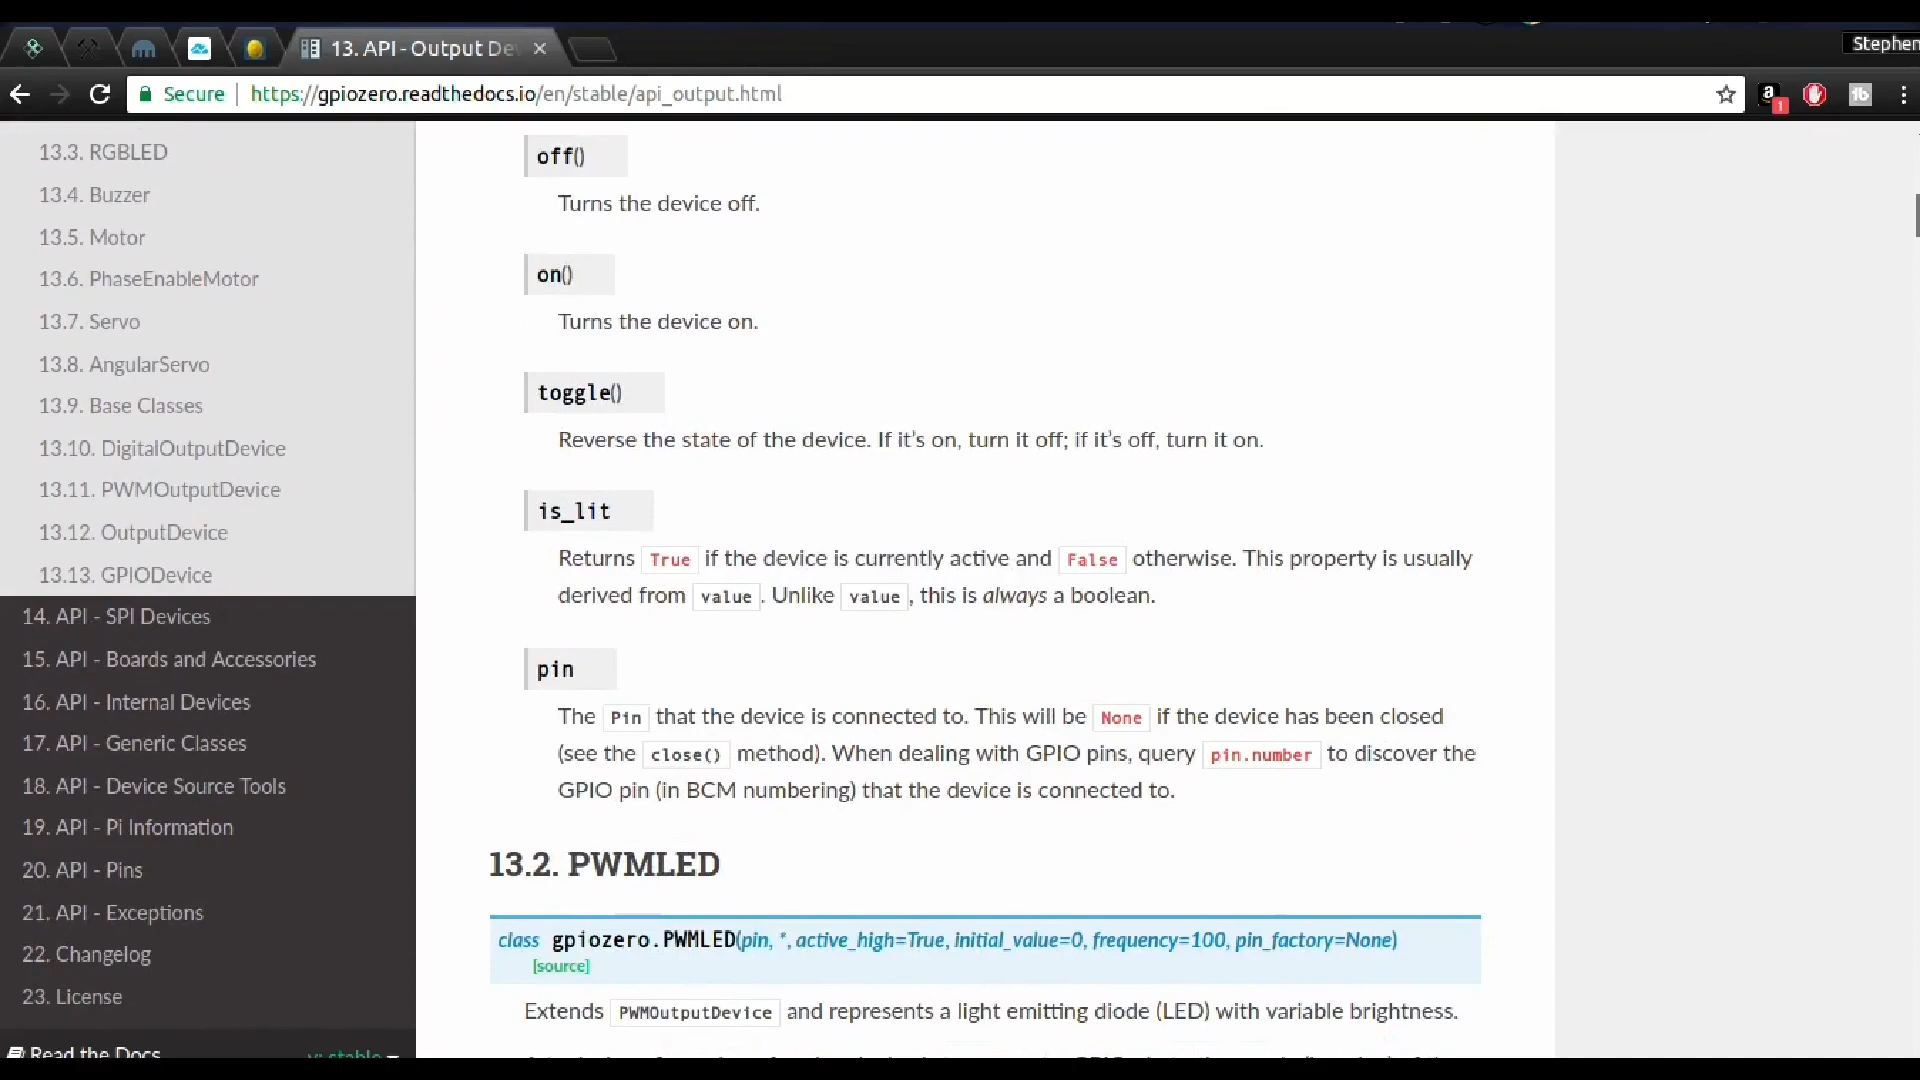 13. API - Output De
Stephen
Secure
https://gpiozero.readthedocs.io/en/stable/api_output.html
1
13.3. RGBLED
13.4. Buzzer
13.5. Motor
13.6. PhaseEnableMotor
13.7. Servo
13.8. AngularServo
13.9. Base Classes
13.10. DigitalOutputDevice
13.11. PWMOutputDevice
13.12. OutputDevice
13.13. GPIODevice
14. API - SPI Devices
15. API - Boards and Accessories
16. API - Internal Devices
17. API - Generic Classes
18. API - Device Source Tools
19. API - Pi Information
20. API - Pins
21. API - Exceptions
22. Changelog
23. License
Read the Docs
v: stable
off()
Turns the device off.
on()
Turns the device on.
toggle()
Reverse the state of the device. If it's on, turn it off; if it's off, turn it on.
is_lit
Returns True if the device is currently active and False otherwise. This property is usually
derived from value . Unlike value , this is always a boolean.
pin
The Pin that the device is connected to. This will be None if the device has been closed
(see the close() method). When dealing with GPIO pins, query pin.number to discover the
GPIO pin (in BCM numbering) that the device is connected to.
13.2. PWMLED
class gpiozero.PWMLED(pin, *, active_high=True, initial_value=0, frequency=100, pin_factory=None)
[source]
Extends PWMOutputDevice and represents a light emitting diode (LED) with variable brightness.